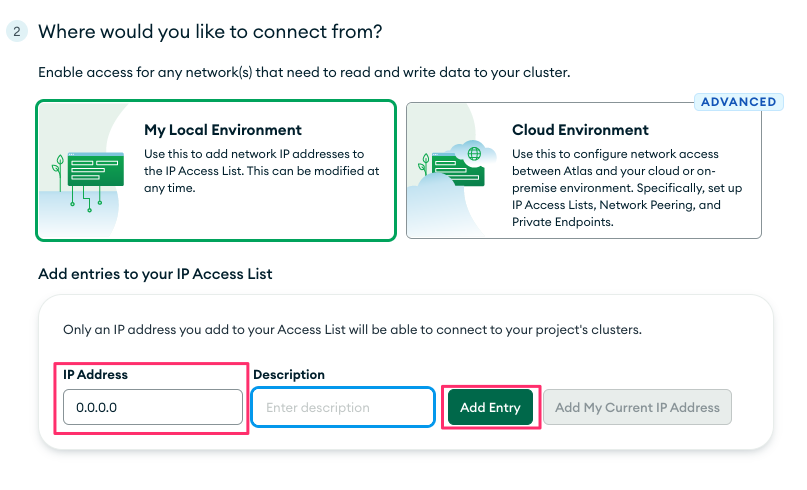 2 Where would you like to connect from?
Enable access for any network(s) that need to read and write data to your cluster.
ADVANCED
My Local Environment
Use this to add network IP addresses to
the IP Access List. This can be modified at
any time.
Cloud Environment
Use this to configure network access
between Atlas and your cloud or on-
premise environment. Specifically, set up
IP Access Lists, Network Peering, and
Private Endpoints.
Add entries to your IP Access List
Only an IP address you add to your Access List will be able to connect to your project's clusters.
IP Address
Description
0.0.0.0
Enter description
Add Entry
Add My Current IP Address